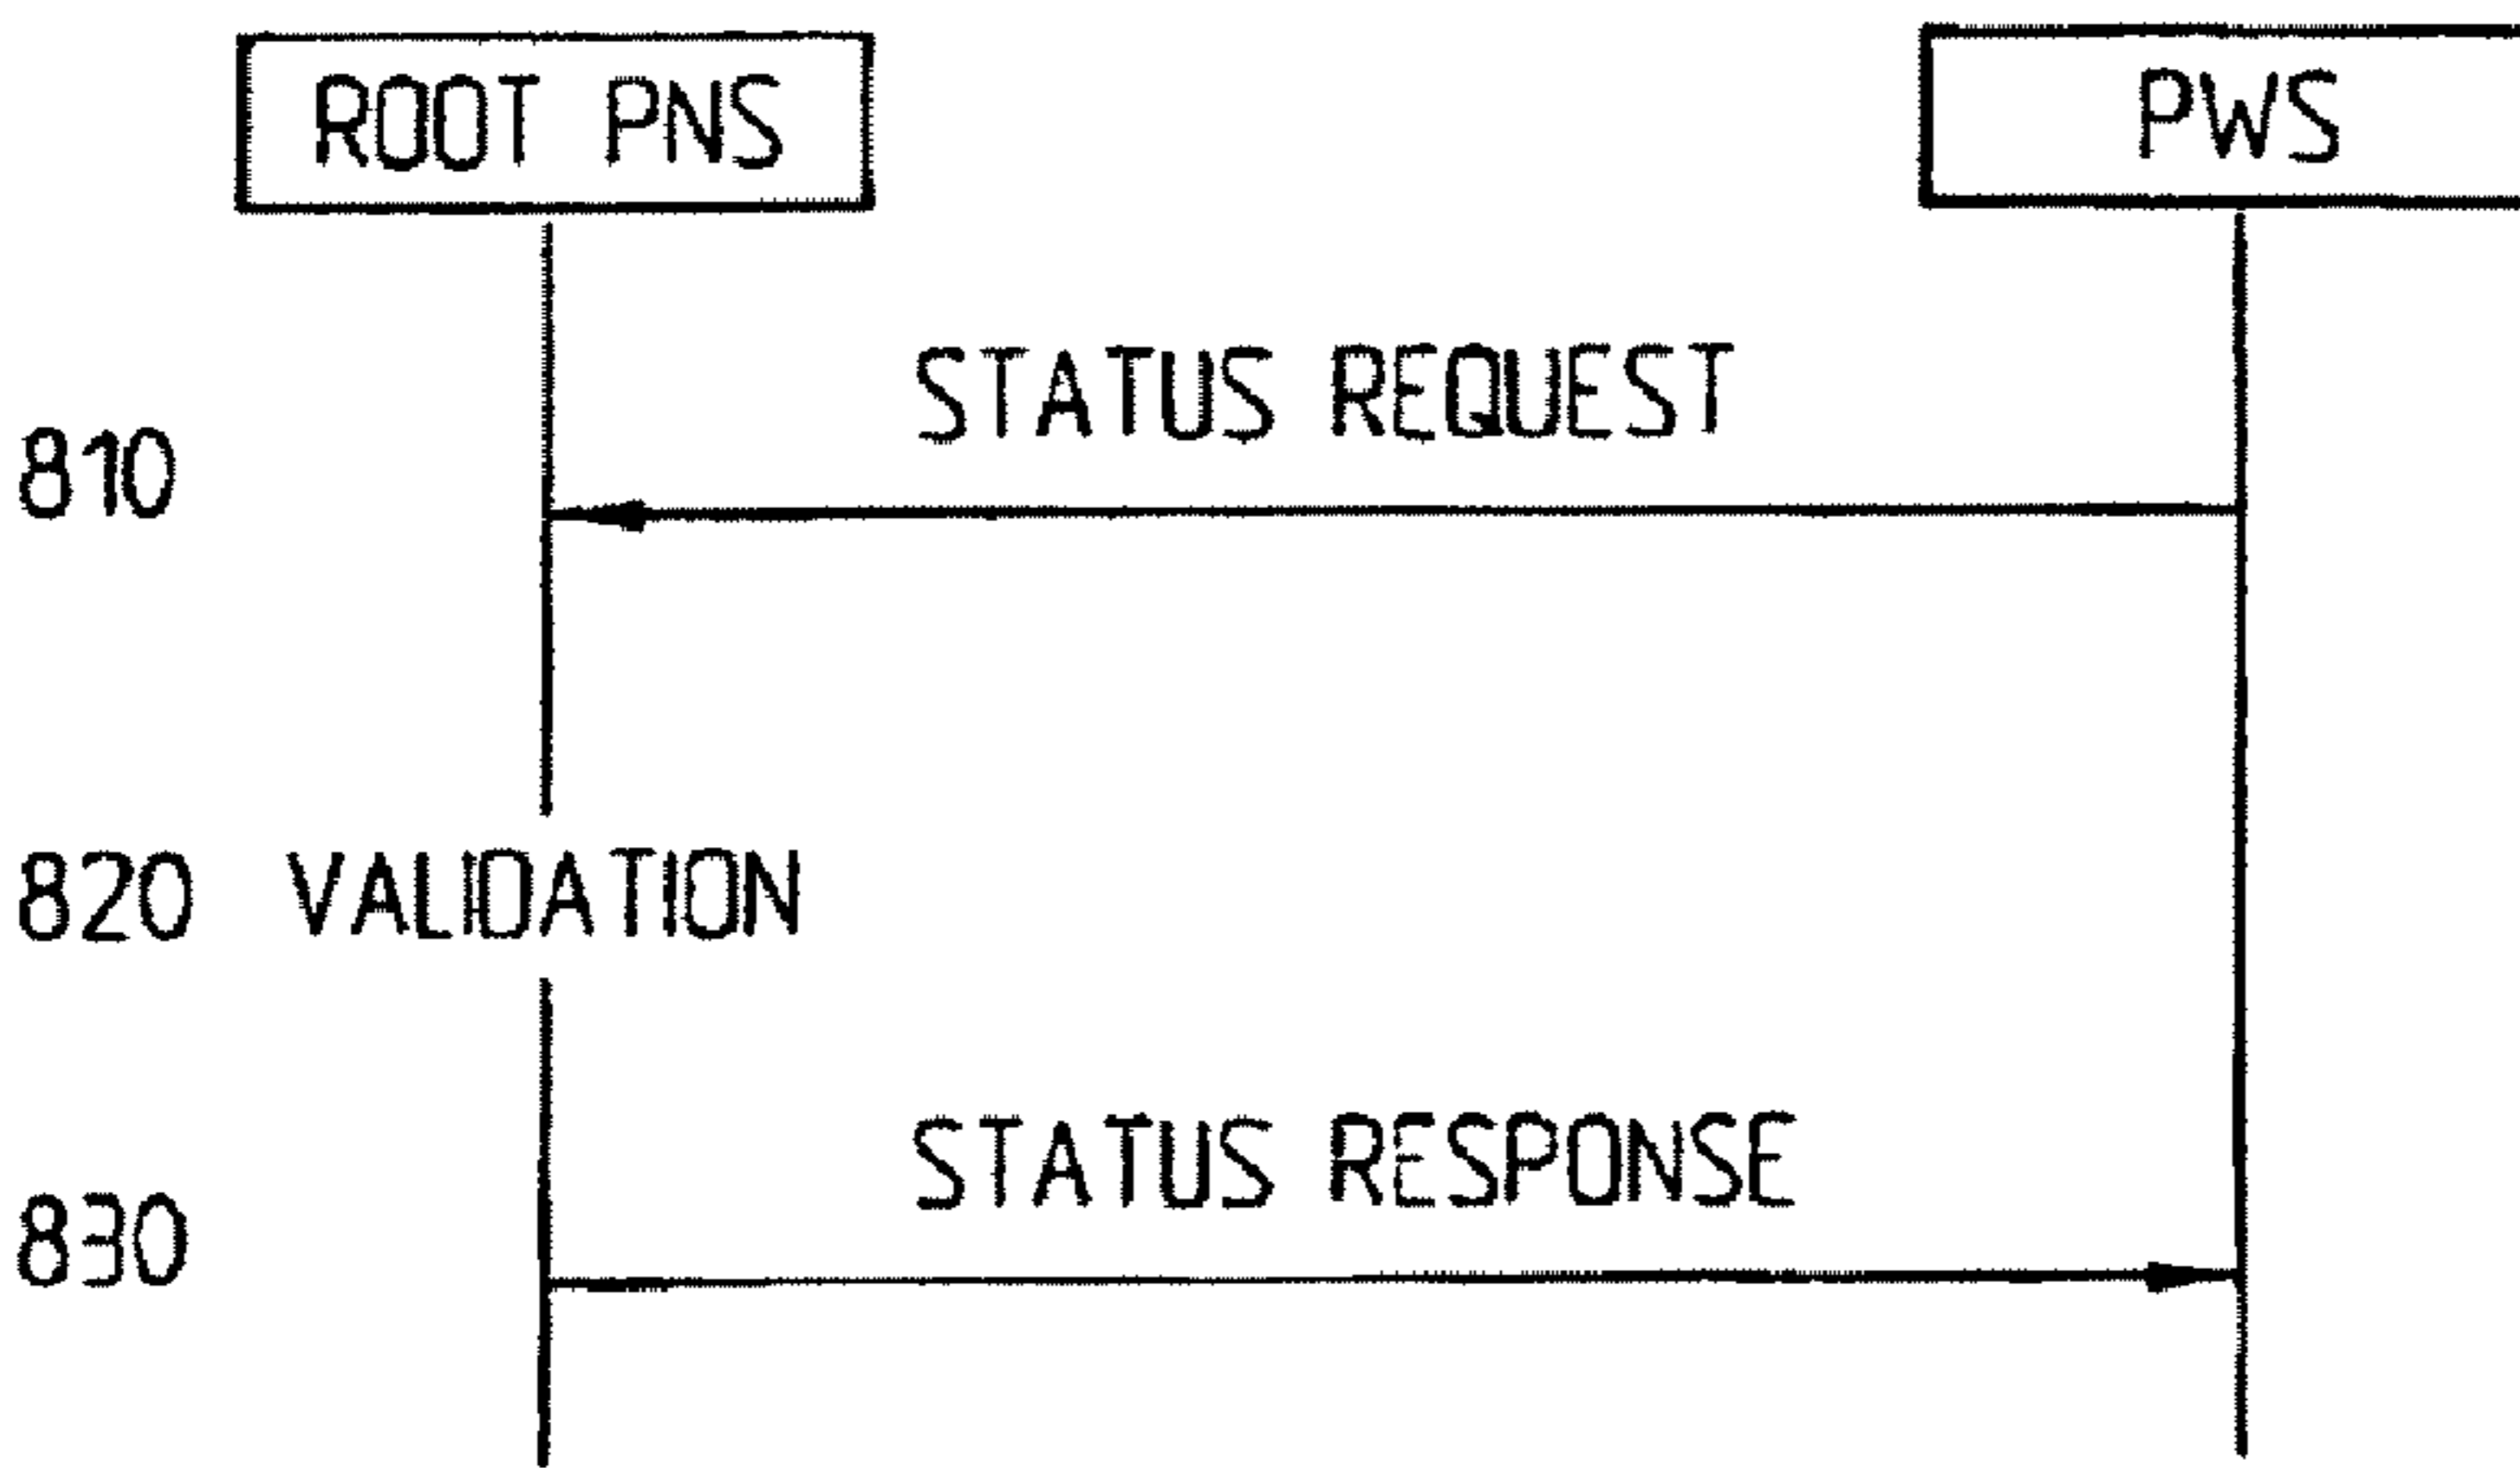 ROOT PNS
PWS
STATUS REQUEST
810
820 VALIDATION
STATUS RESPONSE
830